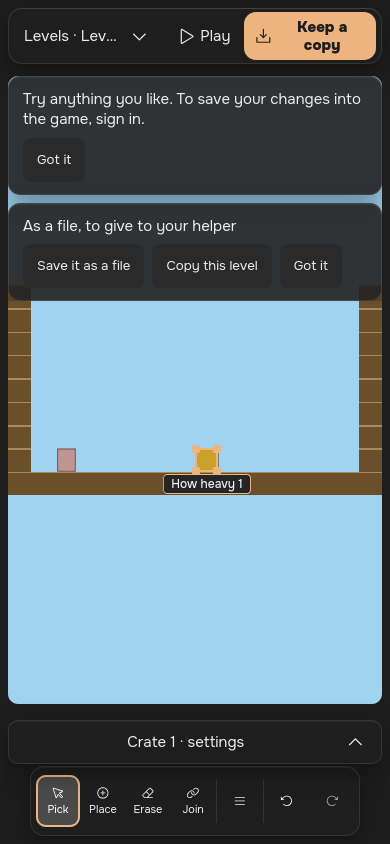 Levels · Lev...
Play
Keep a
copy
Try anything you like. To save your changes into
the game, sign in.
Got it
As a file, to give to your helper
Save it as a file
Copy this level
Got it
How heavy 1
Crate 1 · settings
Pick
Place
Erase
Join